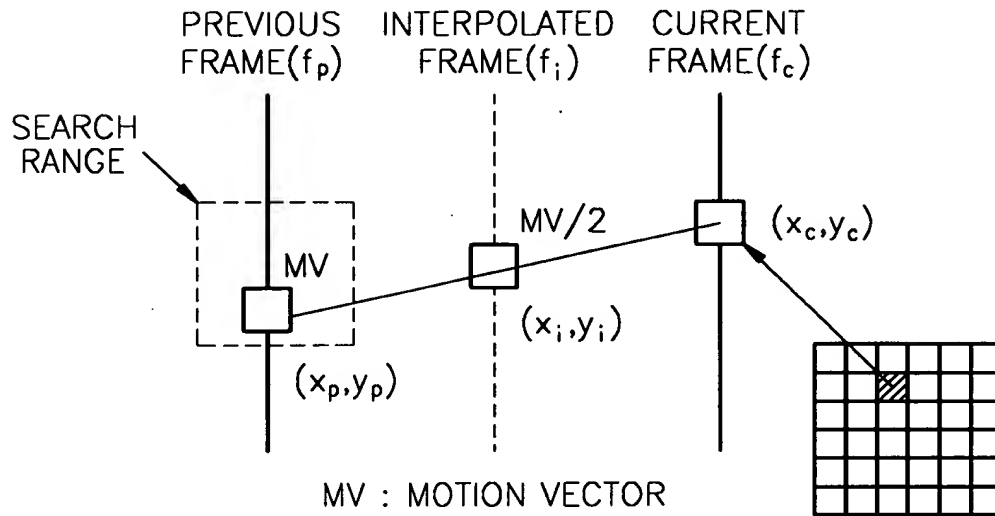 PREVIOUS
FRAME(fp)
INTERPOLATED
FRAME(fi)
CURRENT
FRAME(fc)
SEARCH
RANGE
MV
MV/2
(xc,yc)
(xi,yi)
(xp,yp)
MV : MOTION VECTOR